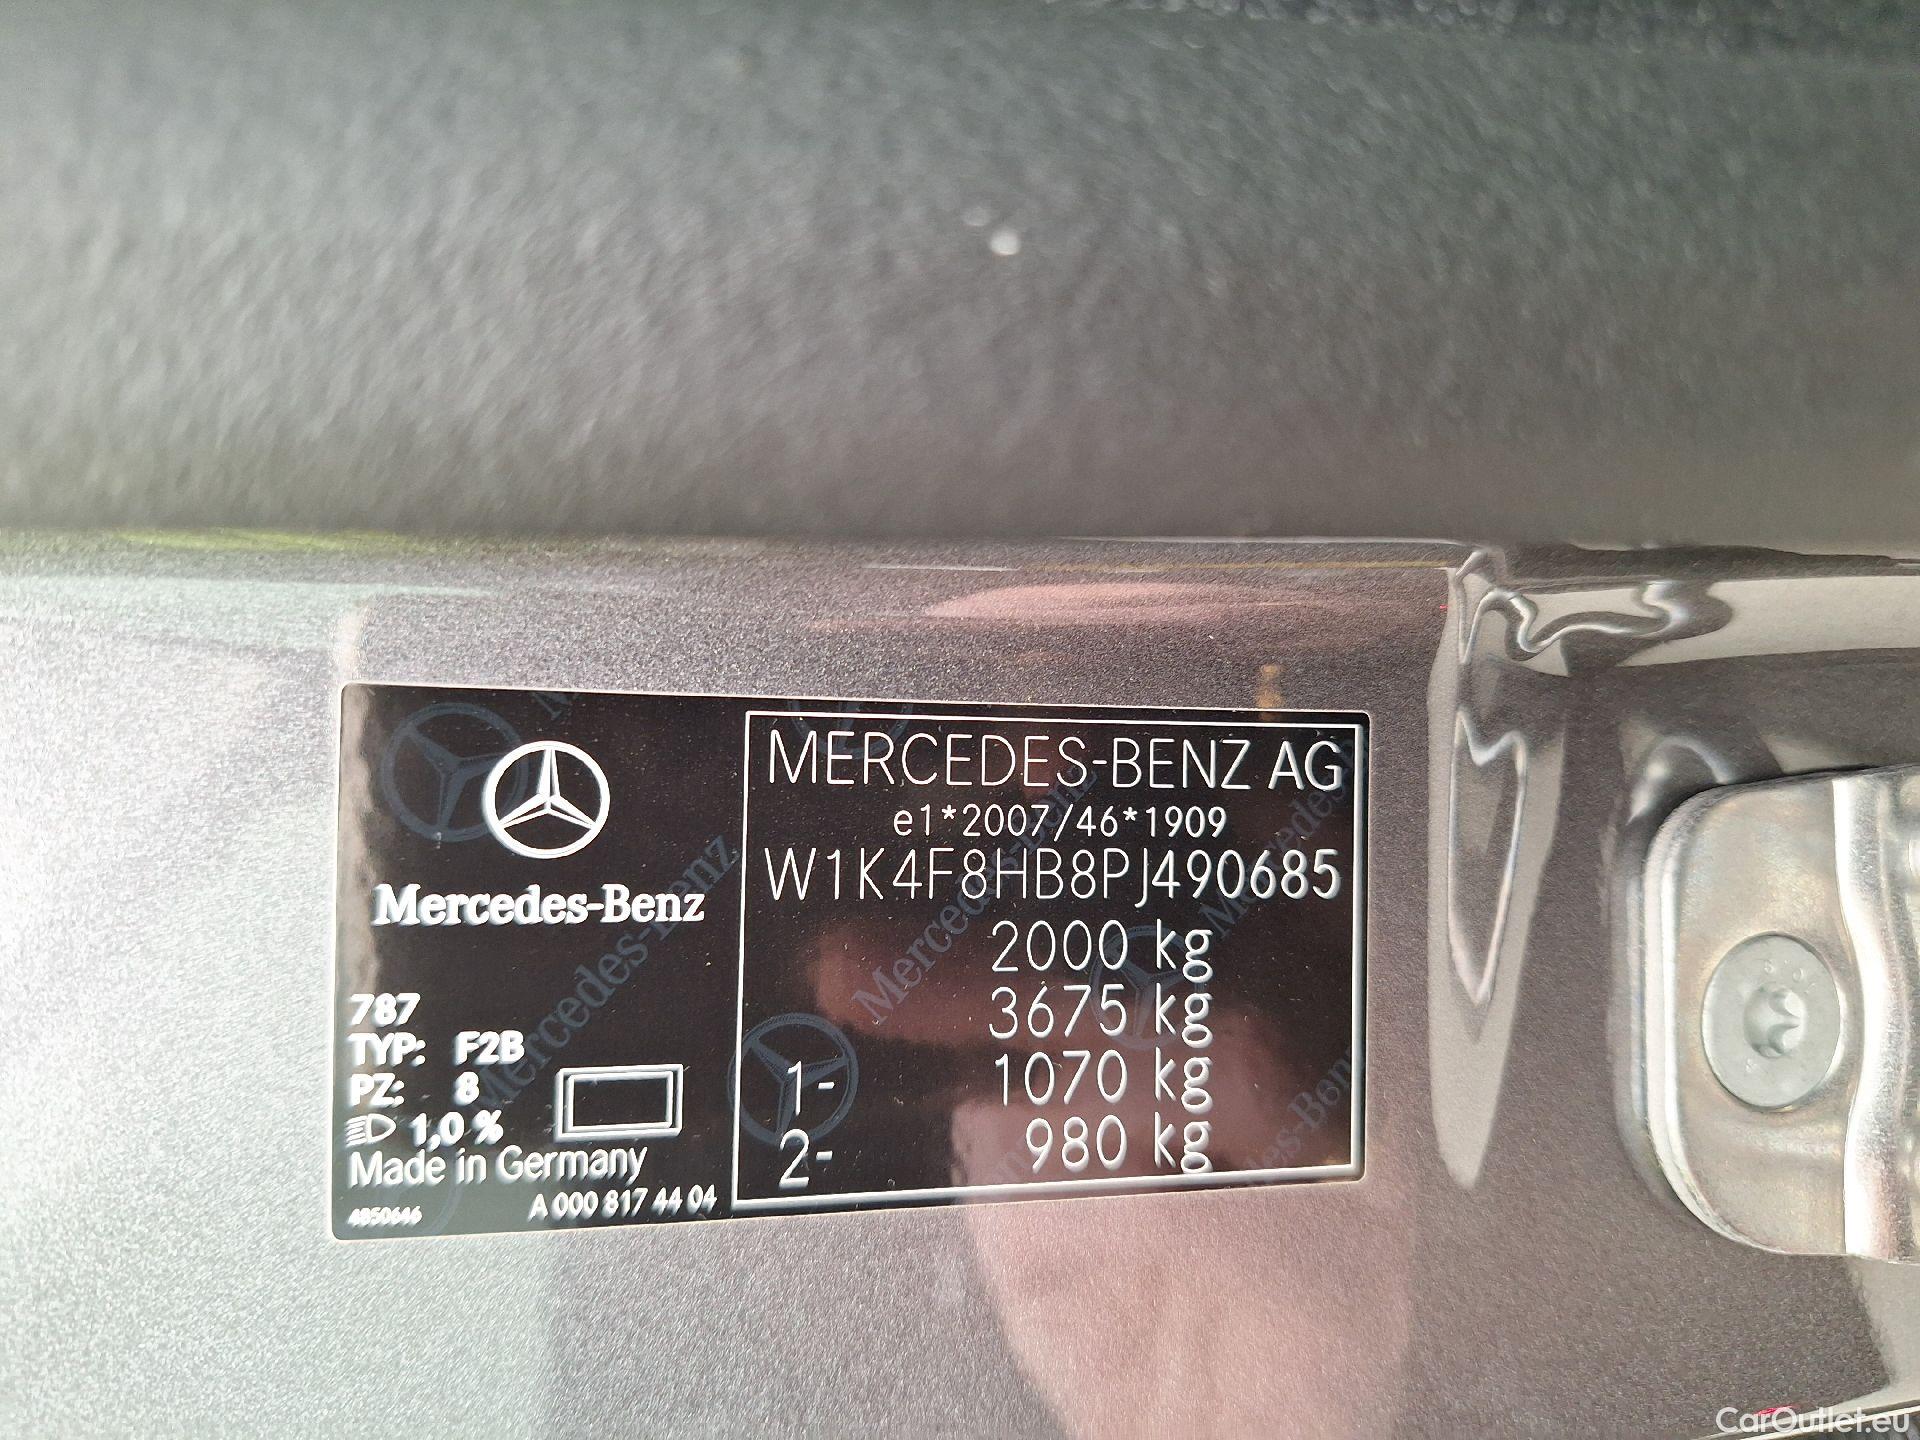 Mercedes-Benz
787
TYP: F2B
PZ: 8
1,0 %
Made in Germany
4B50646
A 000 817 44 04
MERCEDES-BENZ AG
e1*2007/46*1909
W1K4F8HB8PJ490685
2000 kg
3675 kg
1- 1070 kg
2- 980 kg
CarOutlet.eu